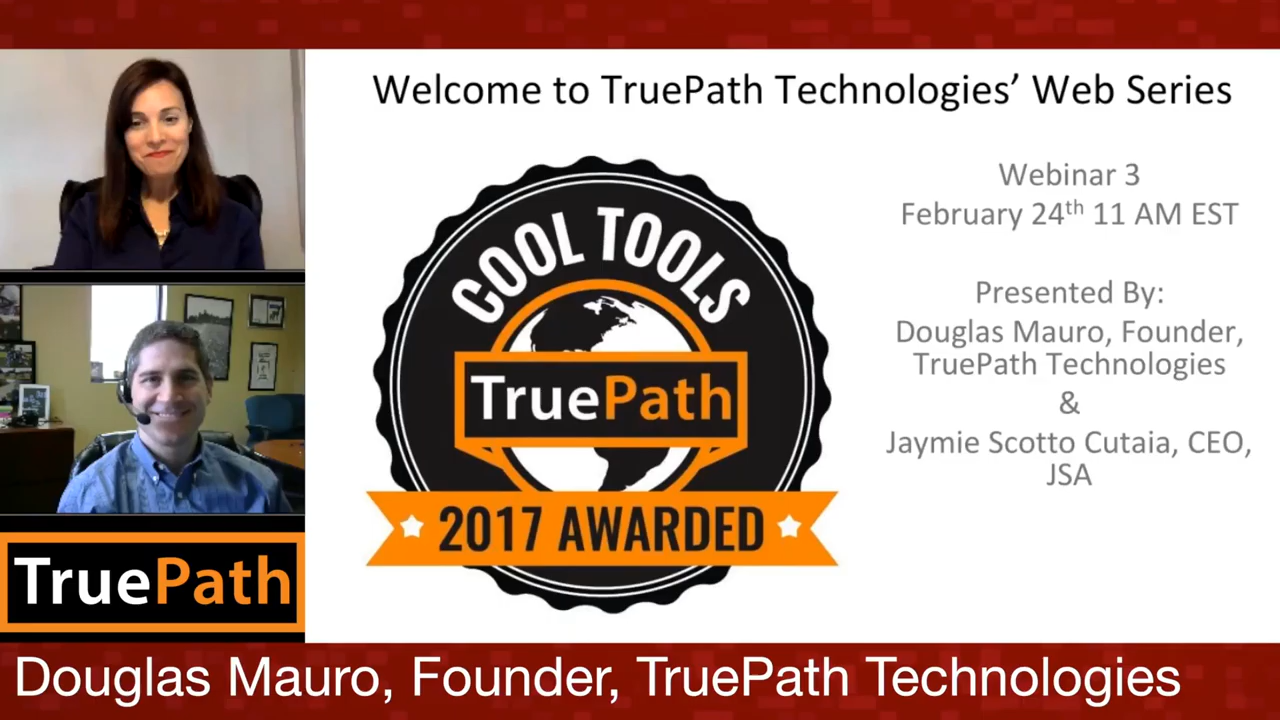 Welcome to TruePath Technologies’ Web Series
Webinar 3
February 24th 11 AM EST
Presented By:
Douglas Mauro, Founder,
TruePath Technologies
&
Jaymie Scotto Cutaia, CEO,
JSA
COOL TOOLS
TruePath
2017 AWARDED
TruePath
Douglas Mauro, Founder, TruePath Technologies